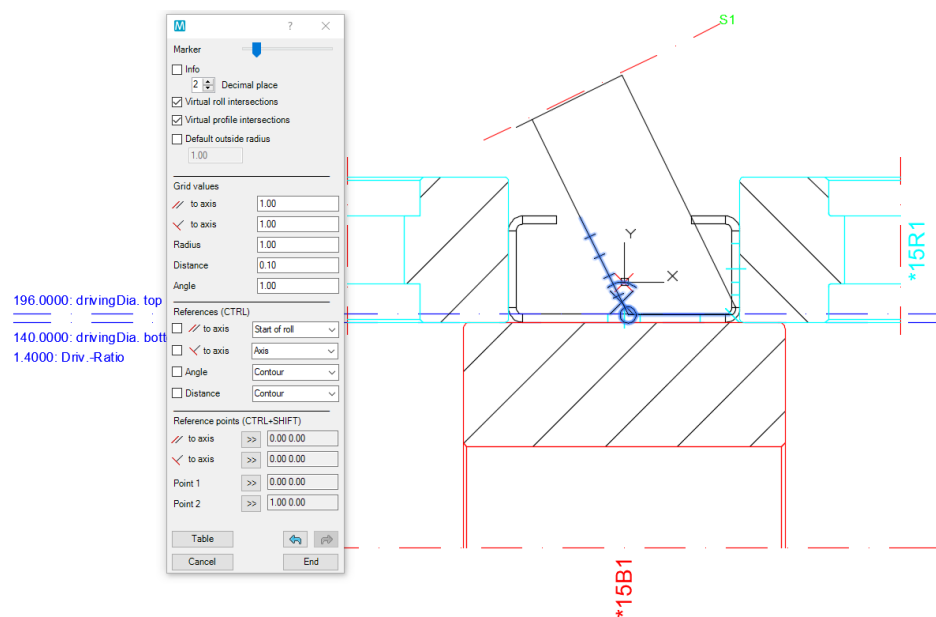 S1
M
?
Marker
Info
2 Decimal place
Virtual roll intersections
Virtual profile intersections
Default outside radius
1.00
Grid values
to axis 1.00
to axis 1.00
Radius 1.00
Distance 0.10
Angle 1.00
References (CTRL)
to axis Start of roll
to axis Axis
Angle Contour
Distance Contour
Reference points (CTRL+SHIFT)
to axis >> 0.00 0.00
to axis >> 0.00 0.00
Point 1 >> 0.00 0.00
Point 2 >> 1.00 0.00
Table
Cancel End
196.0000: drivingDia. top
140.0000: drivingDia. bott
1.4000: Driv.-Ratio
Y
X
*15R1
*15B1